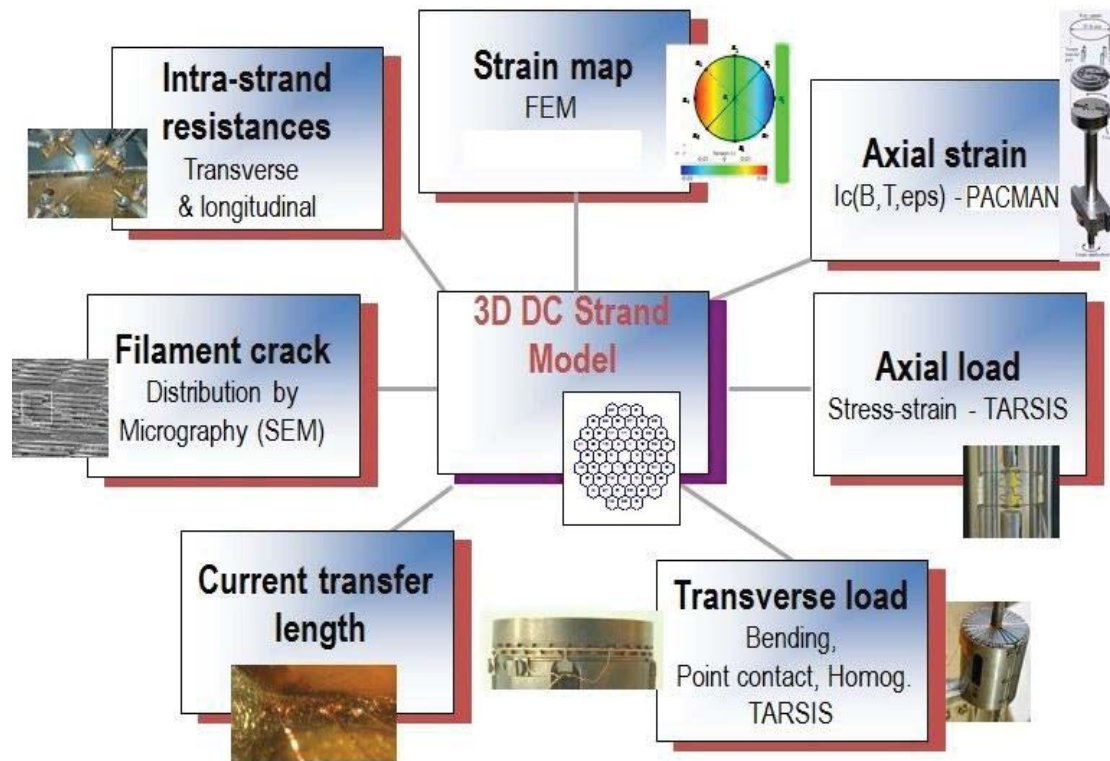 Intra-strand
resistances
Transverse
& longitudinal
Strain map
FEM
Axial strain
Ic(B,T,eps) - PACMAN
Filament crack
Distribution by
Micrography (SEM)
3D DC Strand
Model
Axial load
Stress-strain - TARSIS
Current transfer
length
Transverse load
Bending,
Point contact, Homog.
TARSIS